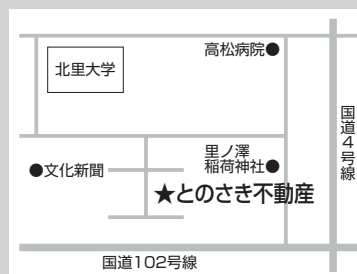 高松病院●
北里大学
国道4号線
里ノ澤
稲荷神社●
●文化新聞
★とのさき不動産
国道102号線